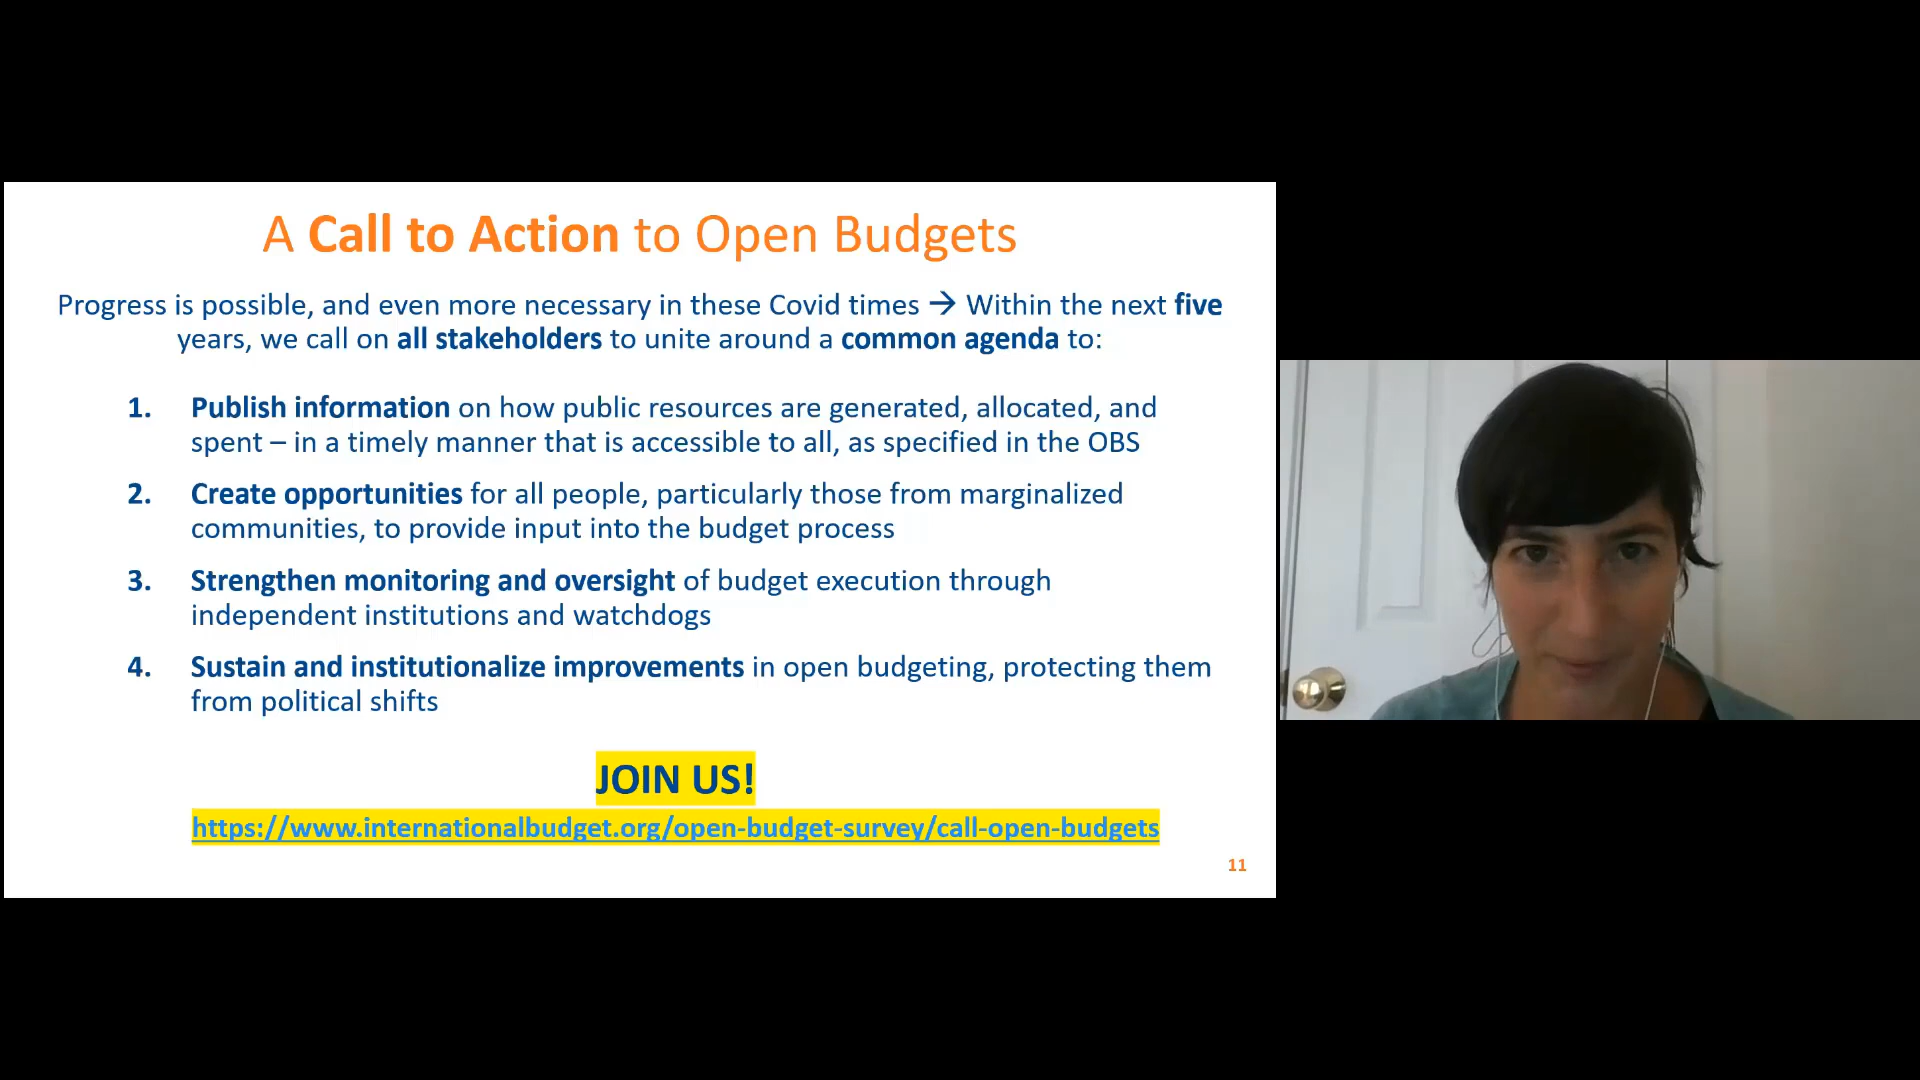 A Call to Action to Open Budgets
Progress is possible, and even more necessary in these Covid times → Within the next five
years, we call on all stakeholders to unite around a common agenda to:
1. Publish information on how public resources are generated, allocated, and
spent – in a timely manner that is accessible to all, as specified in the OBS
2. Create opportunities for all people, particularly those from marginalized
communities, to provide input into the budget process
3. Strengthen monitoring and oversight of budget execution through
independent institutions and watchdogs
4. Sustain and institutionalize improvements in open budgeting, protecting them
from political shifts
JOIN US!
https://www.internationalbudget.org/open-budget-survey/call-open-budgets
11